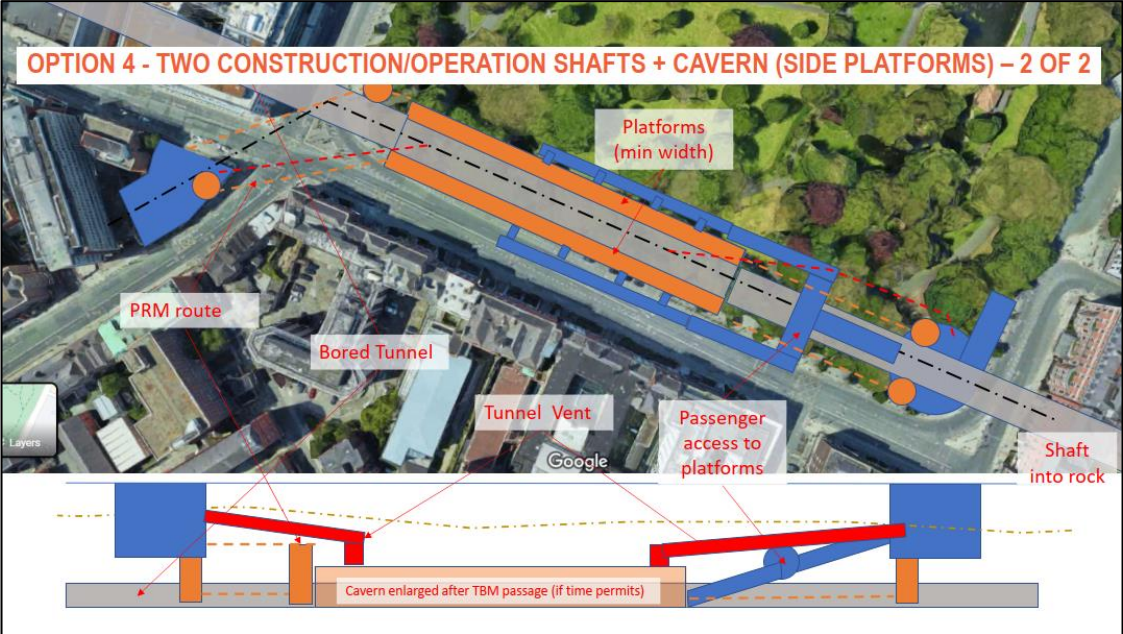 OPTION 4 - TWO CONSTRUCTION/OPERATION SHAFTS + CAVERN (SIDE PLATFORMS) – 2 OF 2
Platforms
(min width)
PRM route
Bored Tunnel
Layers
Tunnel Vent
Passenger
access to
platforms
Google
Shaft
into rock
Cavern enlarged after TBM passage (if time permits)